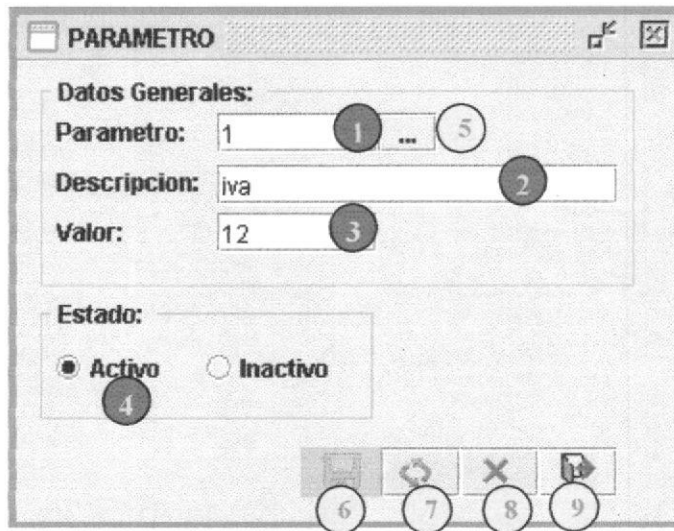 PARAMETRO
Datos Generales:
Parametro: 1 1 ... 5
Descripcion: iva 2
Valor: 12 3
Estado:
Activo Inactivo
4
6 7 8 9